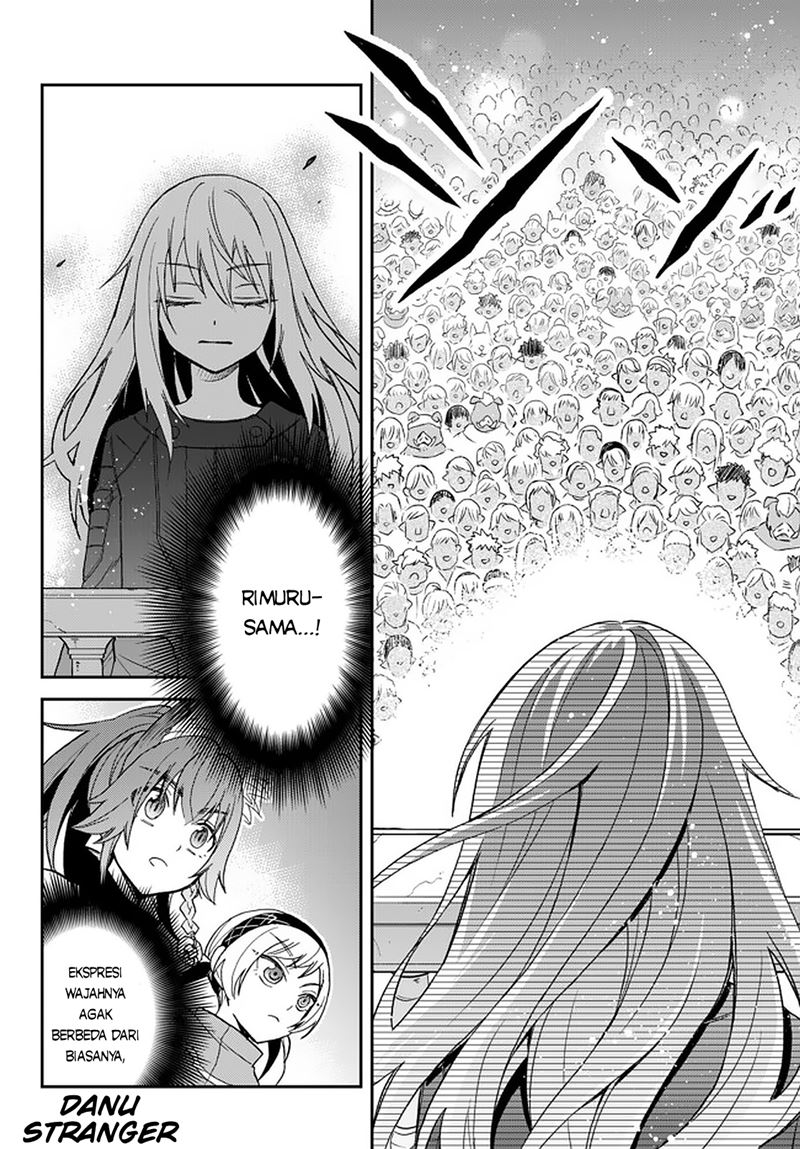 RIMURU-
SAMA...!
EKSPRESI
WAJAHNYA
AGAK
BERBEDA DARI
BIASANYA,
DANU
STRANGER